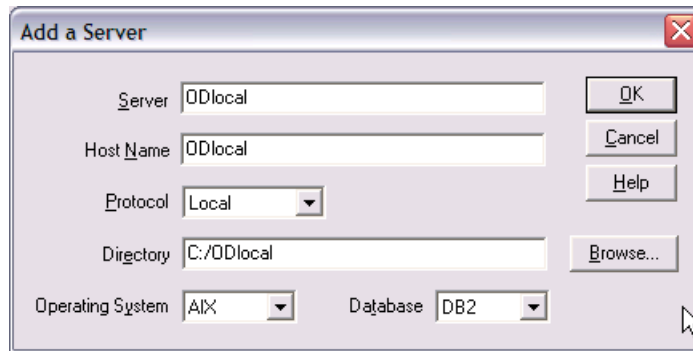 Add a Server
Server ODlocal OK
Host Name ODlocal Cancel
Protocol Local Help
Directory C:/ODlocal Browse...
Operating System AIX Database DB2